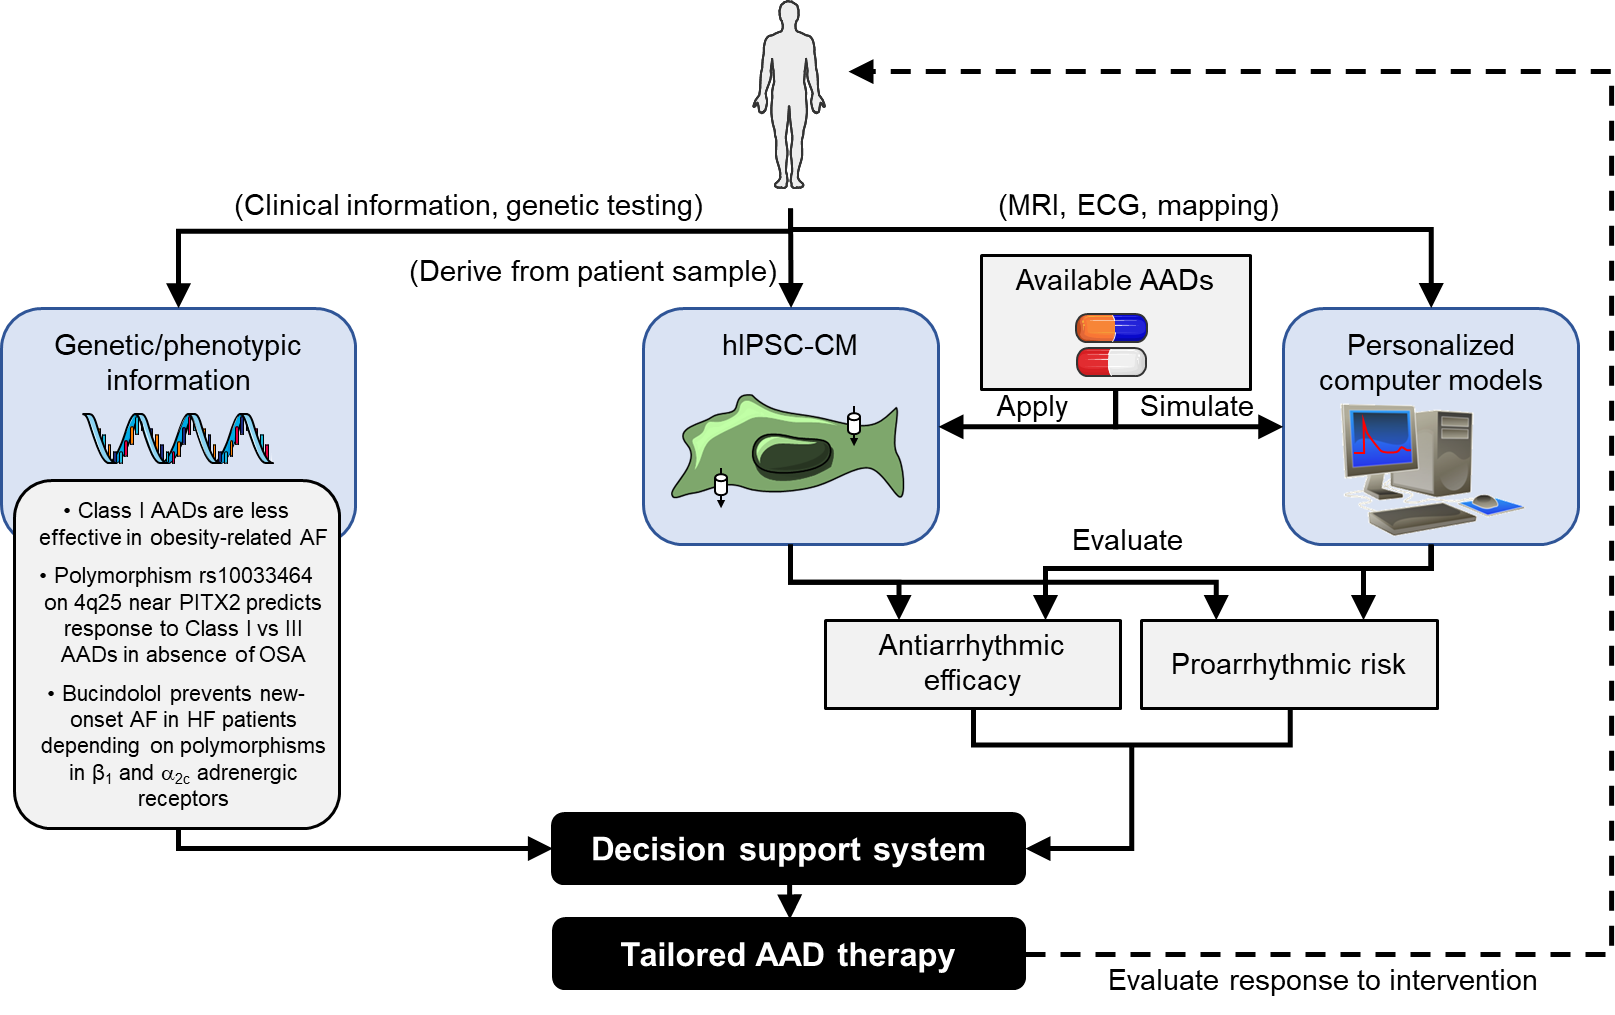 (Clinical information, genetic testing)
(MRI, ECG, mapping)
(Derive from patient sample)
Available AADs
Genetic/phenotypic
information
hIPSC-CM
Personalized
computer models
Apply
Simulate
• Class I AADs are less
effective in obesity-related AF
• Polymorphism rs10033464
on 4q25 near PITX2 predicts
response to Class I vs III
AADs in absence of OSA
• Bucindolol prevents new-
onset AF in HF patients
depending on polymorphisms
in β1 and α2c adrenergic
receptors
Evaluate
Antiarrhythmic
efficacy
Proarrhythmic risk
Decision support system
Tailored AAD therapy
Evaluate response to intervention